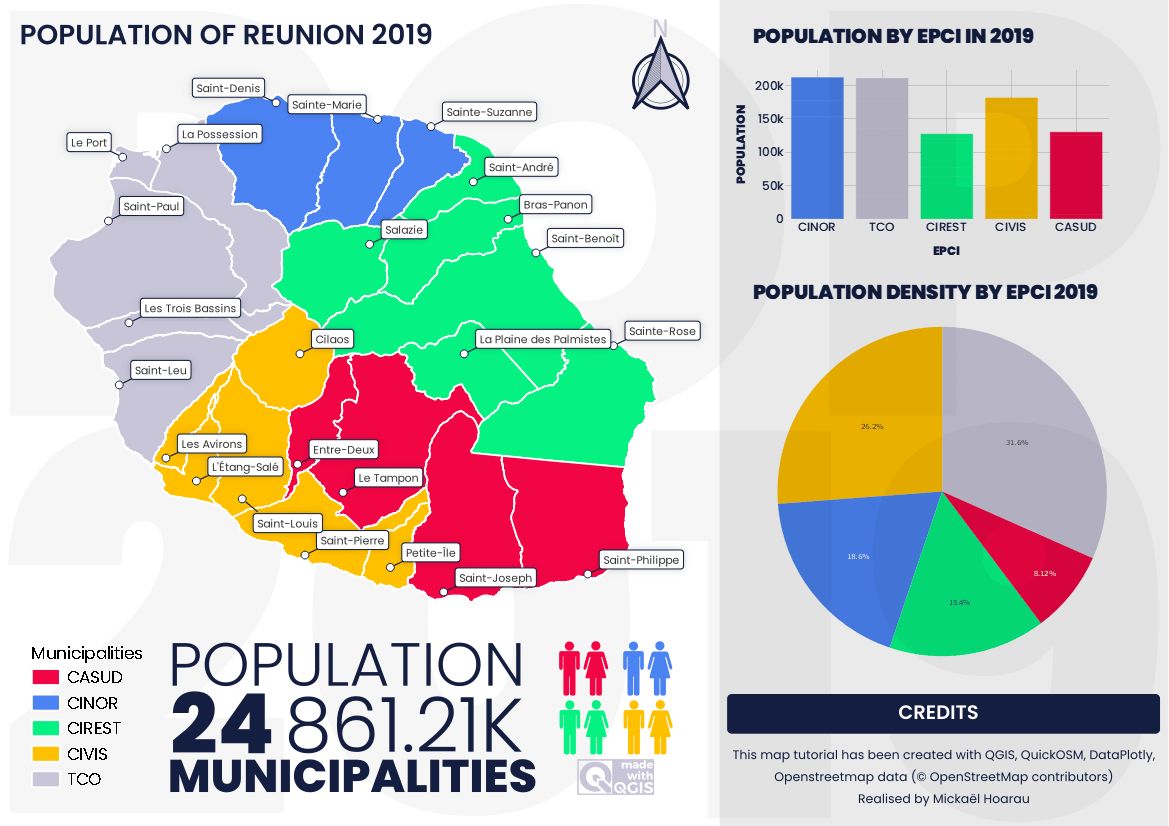 POPULATION OF REUNION 2019
N
Saint-Denis
Sainte-Marie
Sainte-Suzanne
La Possession
Le Port
Saint-André
Saint-Paul
Bras-Panon
Salazie
Saint-Benoît
Les Trois Bassins
Sainte-Rose
Cilaos
La Plaine des Palmistes
Saint-Leu
Les Avirons
Entre-Deux
L'Étang-Salé
Le Tampon
Saint-Louis
Saint-Pierre
Petite-Île
Saint-Philippe
Saint-Joseph
Municipalities
CASUD
CINOR
CIREST
CIVIS
TCO
POPULATION
24 861.21K
MUNICIPALITIES
made
with
QGIS
POPULATION BY EPCI IN 2019
POPULATION
200k
150k
100k
50k
0
CINOR TCO CIREST CIVIS CASUD
EPCI
POPULATION DENSITY BY EPCI 2019
26.2%
31.6%
18.6%
8.12%
15.4%
CREDITS
This map tutorial has been created with QGIS, QuickOSM, DataPlotly,
Openstreetmap data (© OpenStreetMap contributors)
Realised by Mickaël Hoarau